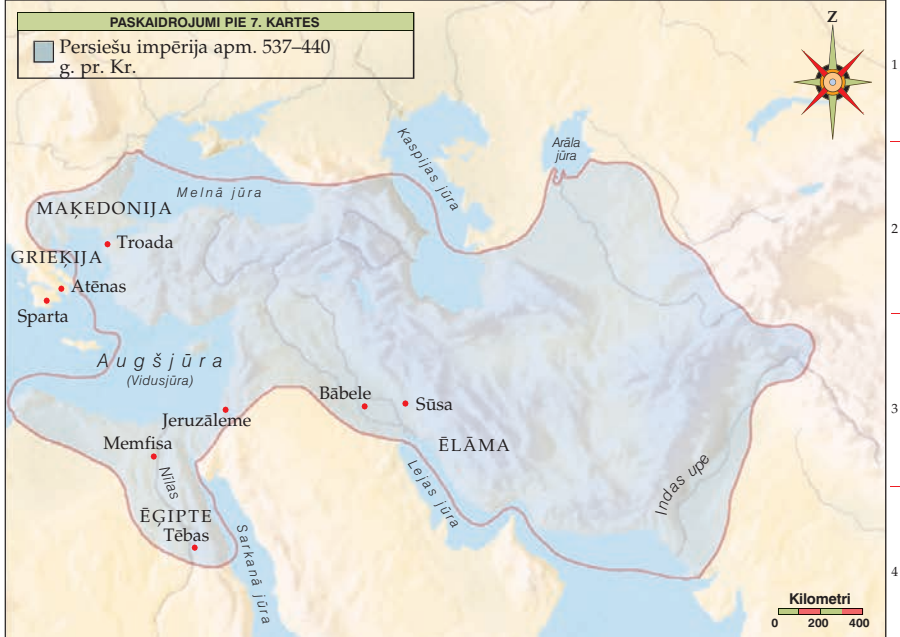 PASKAIDROJUMI PIE 7. KARTES
Persiešu impērija apm. 537–440
g. pr. Kr.
Z
1
Kaspijas jūra
Arāla
jūra
Melnā jūra
MAĶEDONIJA
2
Troada
GRIEĶIJA
Atēnas
Sparta
Augšjūra
(Vidusjūra)
Bābele
Sūsa
3
Jeruzāleme
Memfisa
ĒLĀMA
Nīlas
Lejas jūra
Indas upe
ĒĢIPTE
Tēbas
Sarkanā jūra
4
Kilometri
0 200 400